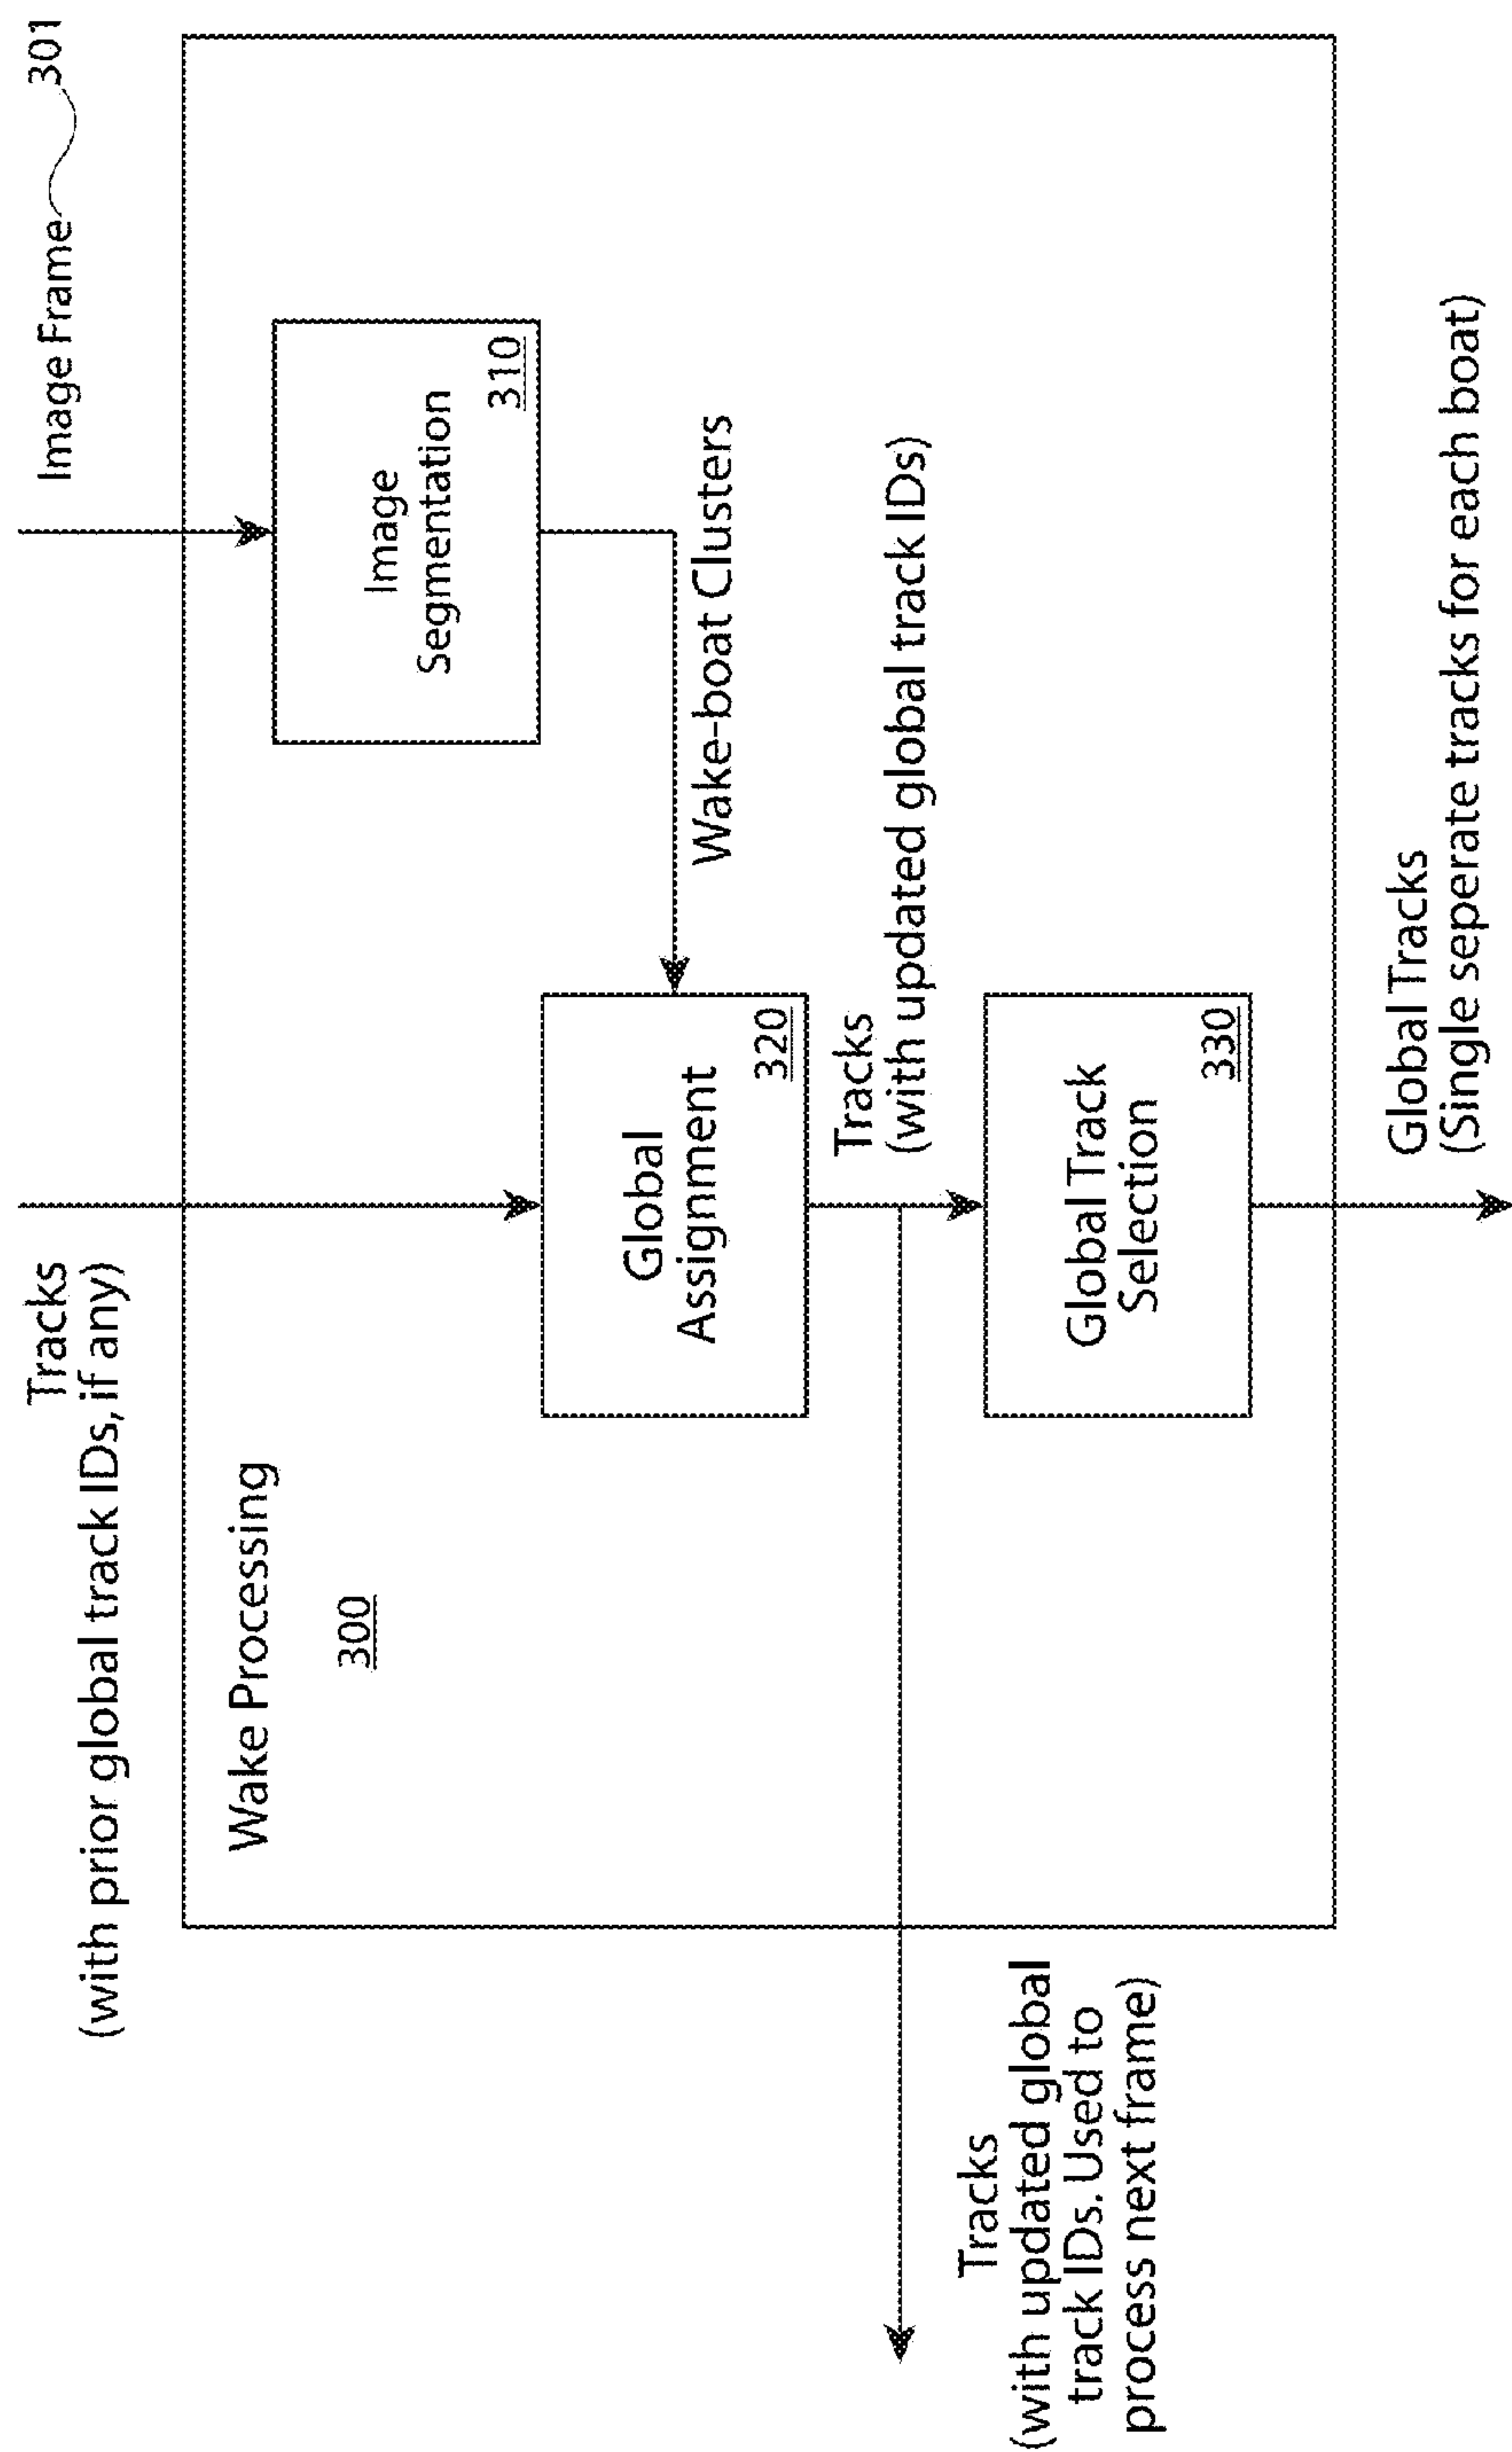 Tracks
(with prior global track IDs, if any)
Image Frame
301
Wake Processing
300
Image
Segmentation
310
Wake-boat Clusters
Global
Assignment
320
Tracks
(with updated global track IDs)
Global Track
Selection
330
Tracks
(with updated global
track IDs. Used to
process next frame)
Global Tracks
(Single seperate tracks for each boat)